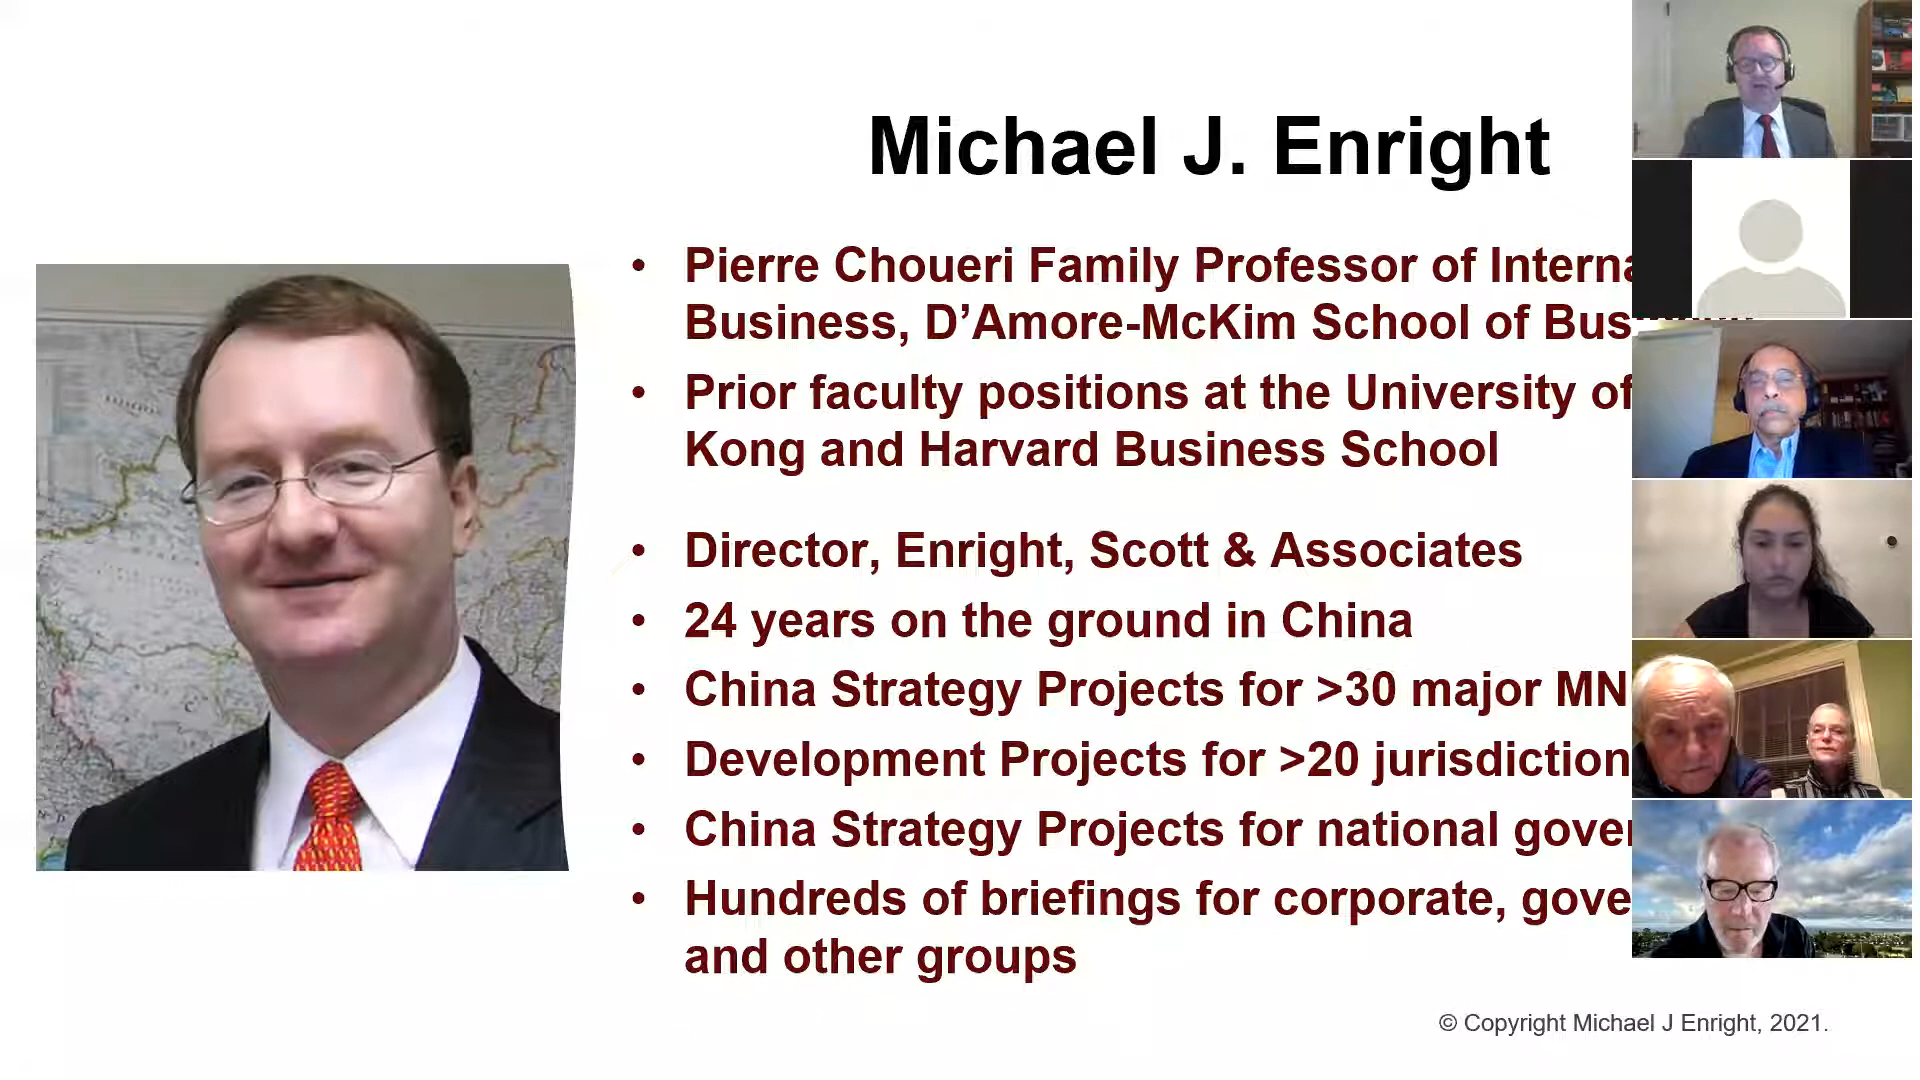 Michael J. Enright
• Pierre Choueri Family Professor of Interna
Business, D’Amore-McKim School of Bus
• Prior faculty positions at the University of
Kong and Harvard Business School
• Director, Enright, Scott & Associates
• 24 years on the ground in China
• China Strategy Projects for >30 major MN
• Development Projects for >20 jurisdiction
• China Strategy Projects for national gover
• Hundreds of briefings for corporate, gove
and other groups
© Copyright Michael J Enright, 2021.